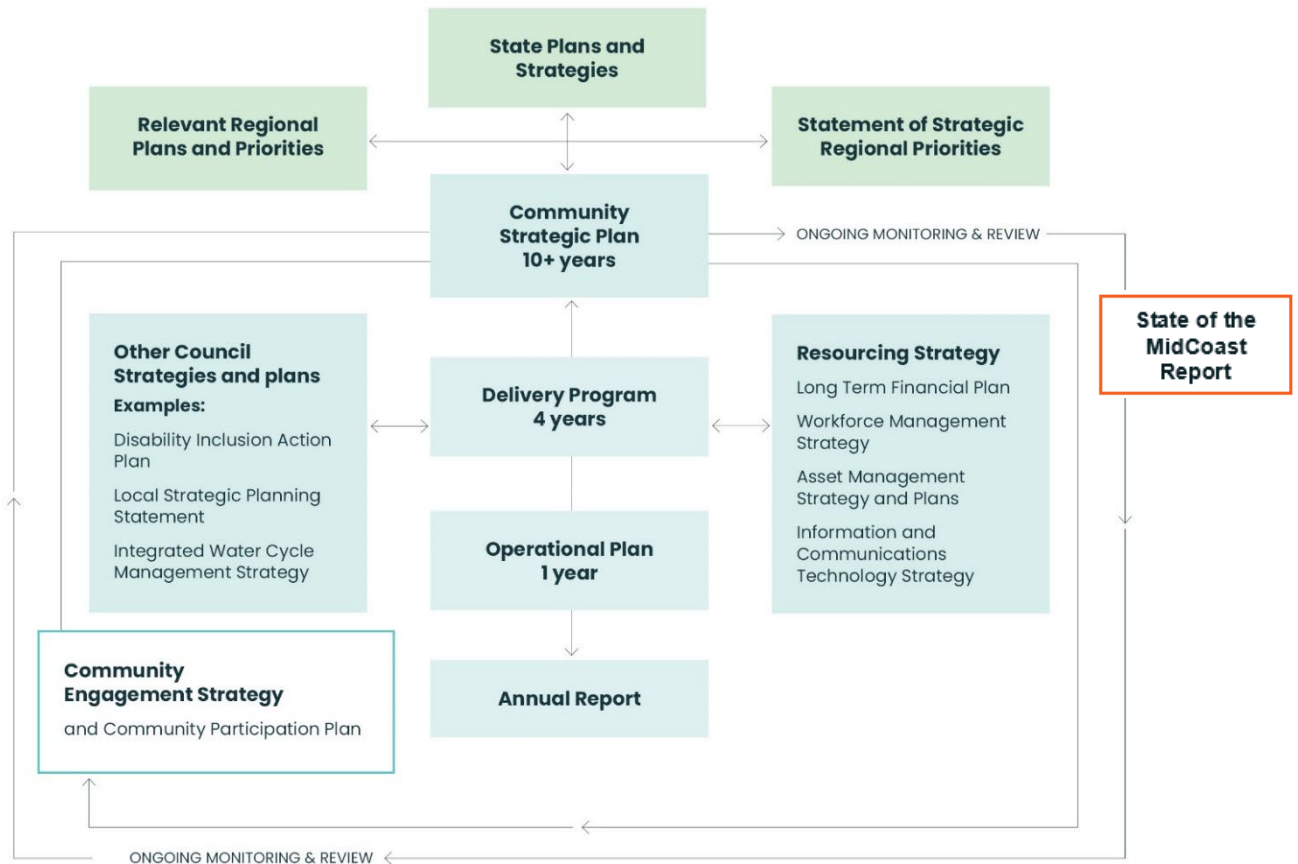 State Plans and
Strategies
Relevant Regional
Plans and Priorities
Statement of Strategic
Regional Priorities
Community
Strategic Plan
10+ years
ONGOING MONITORING & REVIEW
State of the
MidCoast
Report
Other Council
Strategies and plans
Examples:
Disability Inclusion Action
Plan
Local Strategic Planning
Statement
Integrated Water Cycle
Management Strategy
Delivery Program
4 years
Resourcing Strategy
Long Term Financial Plan
Workforce Management
Strategy
Asset Management
Strategy and Plans
Information and
Communications
Technology Strategy
Operational Plan
1 year
Community
Engagement Strategy
and Community Participation Plan
Annual Report
ONGOING MONITORING & REVIEW